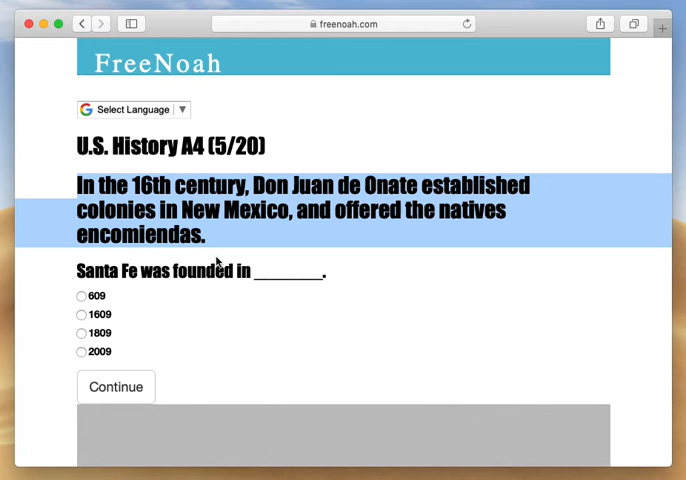 freenoah.com
FreeNoah
Select Language
U.S. History A4 (5/20)
In the 16th century, Don Juan de Onate established
colonies in New Mexico, and offered the natives
encomiendas.
Santa Fe was founded in _______.
609
1609
1809
2009
Continue